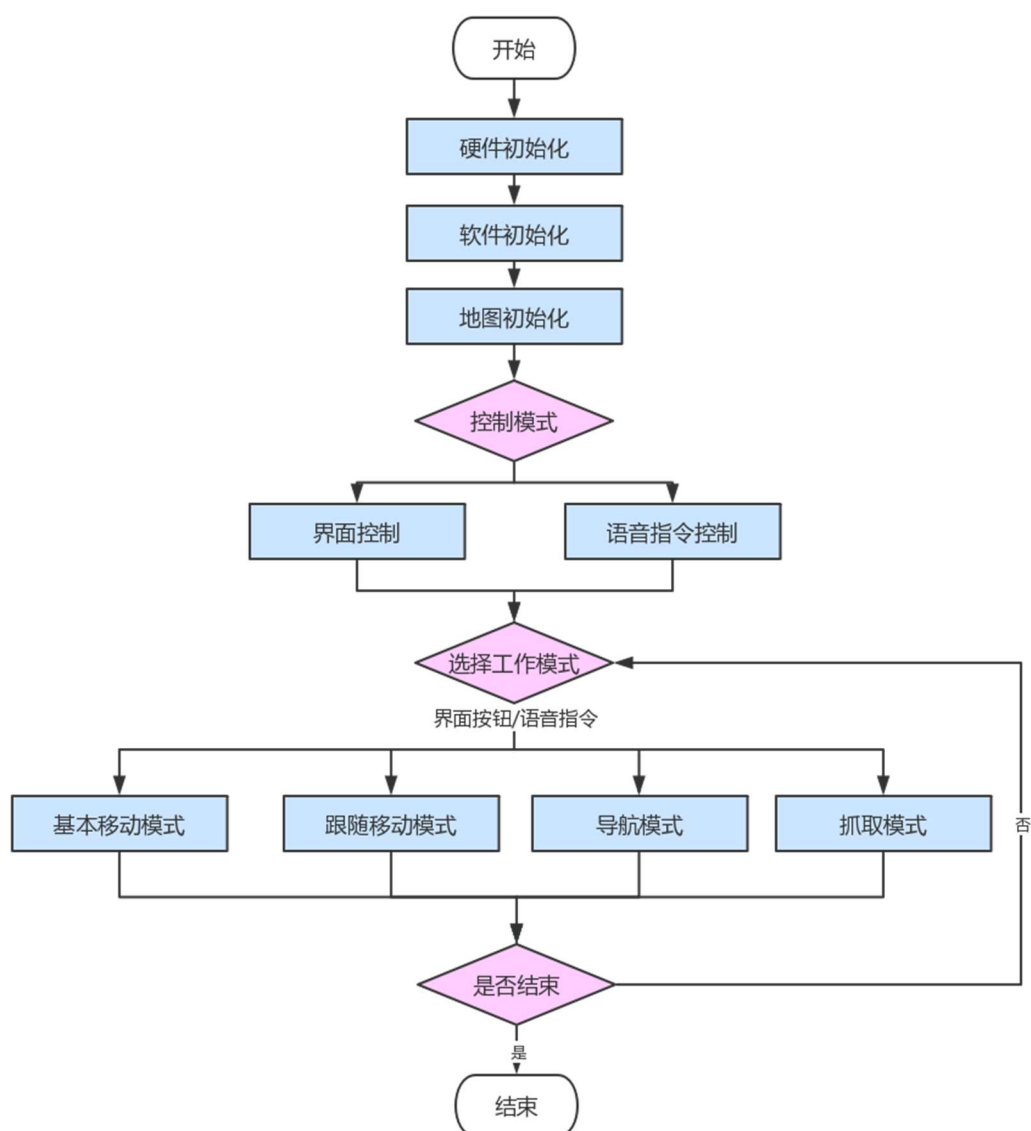 开始
硬件初始化
软件初始化
地图初始化
控制模式
界面控制
语音指令控制
选择工作模式
界面按钮/语音指令
基本移动模式
跟随移动模式
导航模式
抓取模式
否
是否结束
是
结束